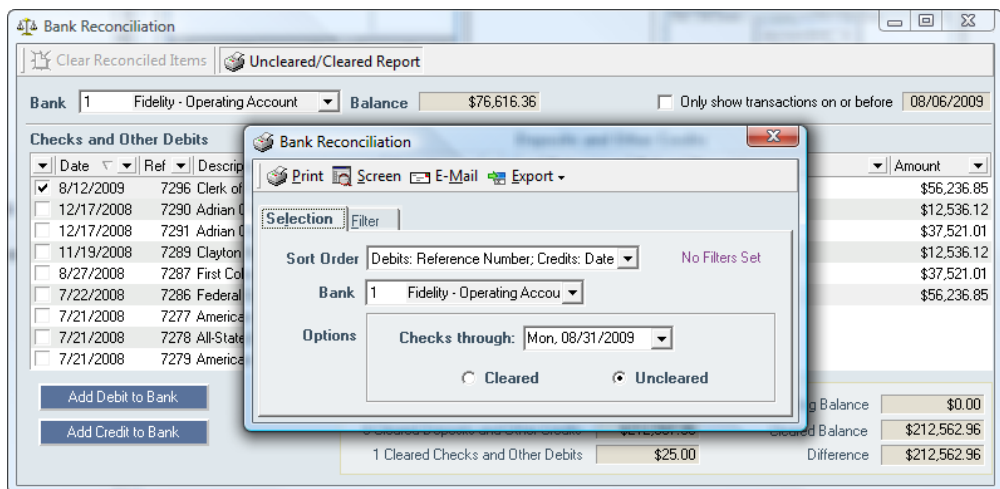 Bank Reconciliation
Clear Reconciled Items Uncleared/Cleared Report
Bank 1 Fidelity - Operating Account Balance $76,616.36 Only show transactions on or before 08/06/2009
Checks and Other Debits Deposits and Other Credits
Date Ref Descrip Amount
8/12/2009 7296 Clerk of $56,236.85
12/17/2008 7290 Adrian $12,536.12
12/17/2008 7291 Adrian $37,521.01
11/19/2008 7289 Clayton $12,536.12
8/27/2008 7287 First Col $37,521.01
7/22/2008 7286 Federal $56,236.85
7/21/2008 7277 America
7/21/2008 7278 All-State
7/21/2008 7279 America
Add Debit to Bank
Add Credit to Bank
Bank Reconciliation
Print Screen E-Mail Export
Selection Filter
Sort Order Debits: Reference Number; Credits: Date No Filters Set
Bank 1 Fidelity - Operating Accou
Options Checks through: Mon, 08/31/2009
Cleared Uncleared
g Balance $0.00
Cleared Deposits and Other Credits Cleared Balance $212,562.96
1 Cleared Checks and Other Debits $25.00 Difference $212,562.96